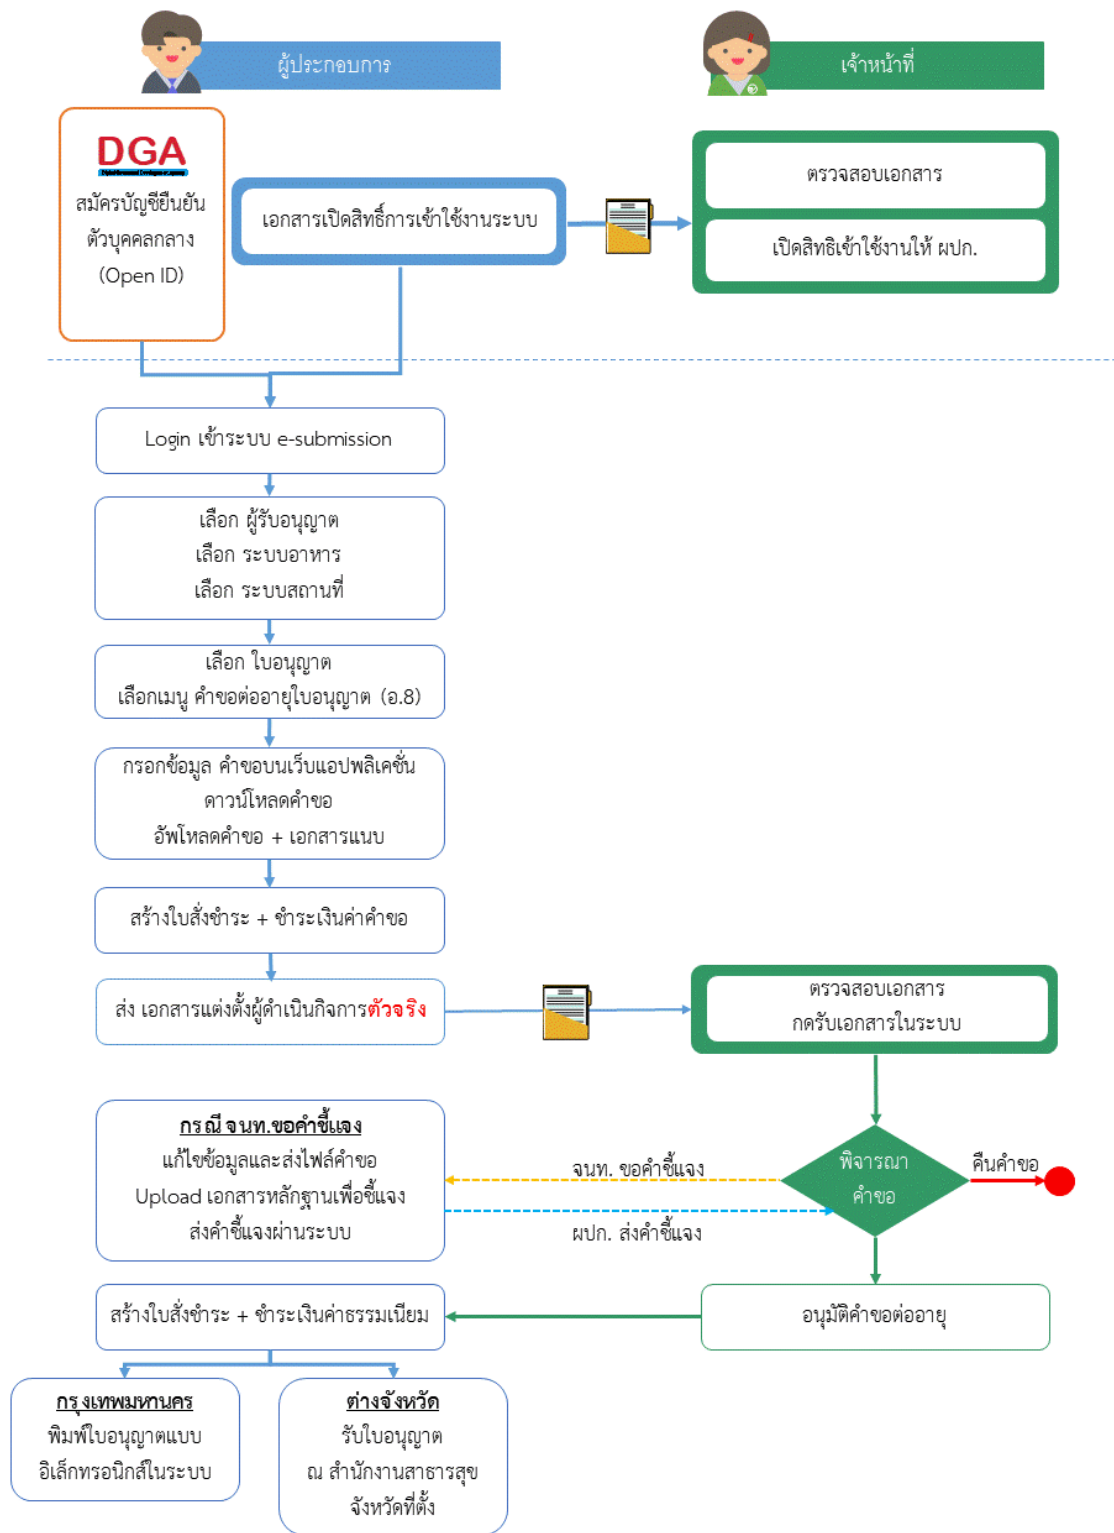 ผู้ประกอบการ
เจ้าหน้าที่
DGA
สมัครบัญชียืนยัน
ตัวบุคคลกลาง
(Open ID)
เอกสารเปิดสิทธิ์การเข้าใช้งานระบบ
ตรวจสอบเอกสาร
เปิดสิทธิเข้าใช้งานให้ ผปก.
Login เข้าระบบ e-submission
เลือก ผู้รับอนุญาต
เลือก ระบบอาหาร
เลือก ระบบสถานที่
เลือก ใบอนุญาต
เลือกเมนู คำขอต่ออายุใบอนุญาต (อ.8)
กรอกข้อมูล คำขอบนเว็บแอปพลิเคชั่น
ดาวน์โหลดคำขอ
อัพโหลดคำขอ + เอกสารแนบ
สร้างใบสั่งชำระ + ชำระเงินค่าคำขอ
ส่ง เอกสารแต่งตั้งผู้ดำเนินกิจการตัวจริง
ตรวจสอบเอกสาร
กดรับเอกสารในระบบ
กรณี จนท.ขอคำชี้แจง
แก้ไขข้อมูลและส่งไฟล์คำขอ
Upload เอกสารหลักฐานเพื่อชี้แจง
ส่งคำชี้แจงผ่านระบบ
จนท. ขอคำชี้แจง
ผปก. ส่งคำชี้แจง
พิจารณา
คำขอ
คืนคำขอ
สร้างใบสั่งชำระ + ชำระเงินค่าธรรมเนียม
อนุมัติคำขอต่ออายุ
กรุงเทพมหานคร
พิมพ์ใบอนุญาตแบบ
อิเล็กทรอนิกส์ในระบบ
ต่างจังหวัด
รับใบอนุญาต
ณ สำนักงานสาธารสุข
จังหวัดที่ตั้ง